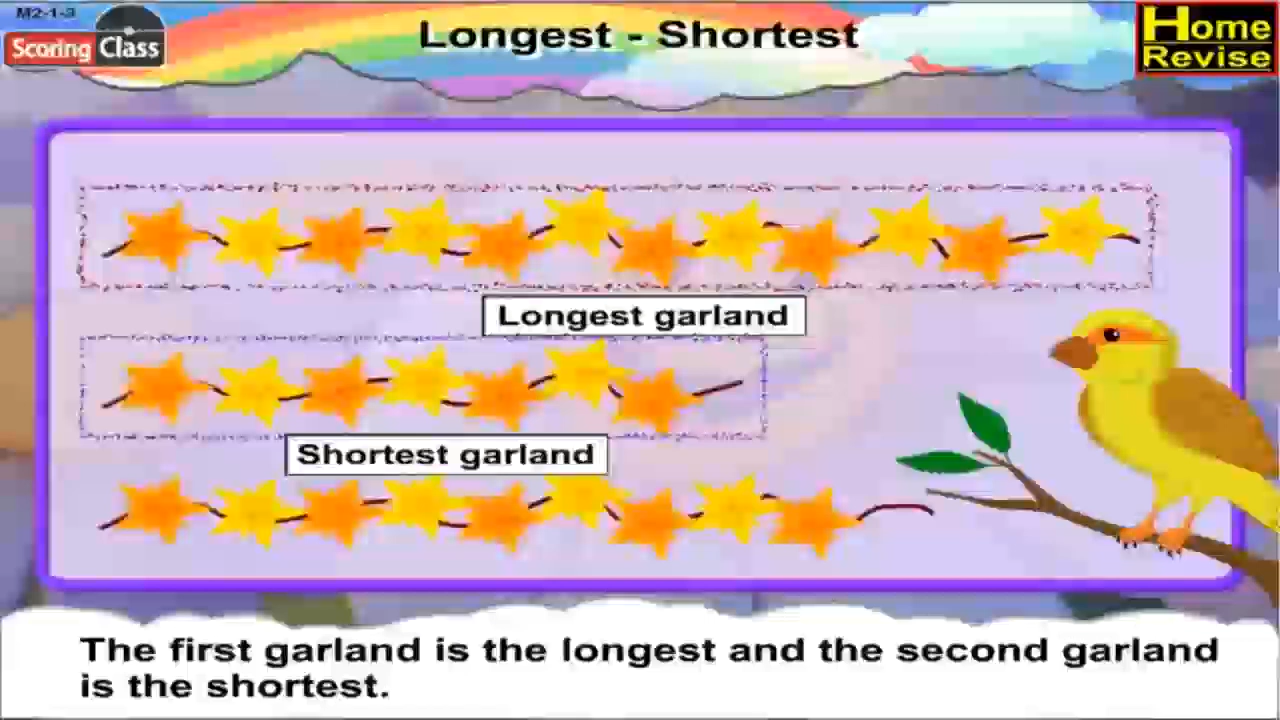 M2-1-3
Scoring Class
Longest - Shortest
Home
Revise
Longest garland
Shortest garland
The first garland is the longest and the second garland
is the shortest.